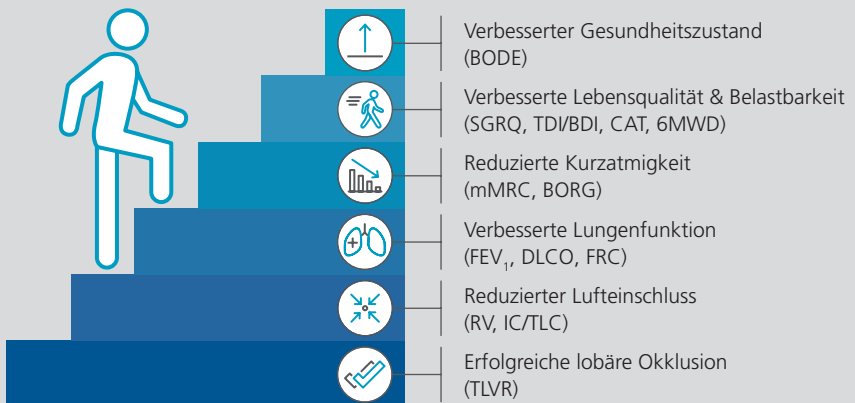 Verbesserter Gesundheitszustand
(BODE)
Verbesserte Lebensqualität & Belastbarkeit
(SGRQ, TDI/BDI, CAT, 6MWD)
Reduzierte Kurzatmigkeit
(mMRC, BORG)
Verbesserte Lungenfunktion
(FEV₁, DLCO, FRC)
Reduzierter Lufteinschluss
(RV, IC/TLC)
Erfolgreiche lobäre Okklusion
(TLVR)